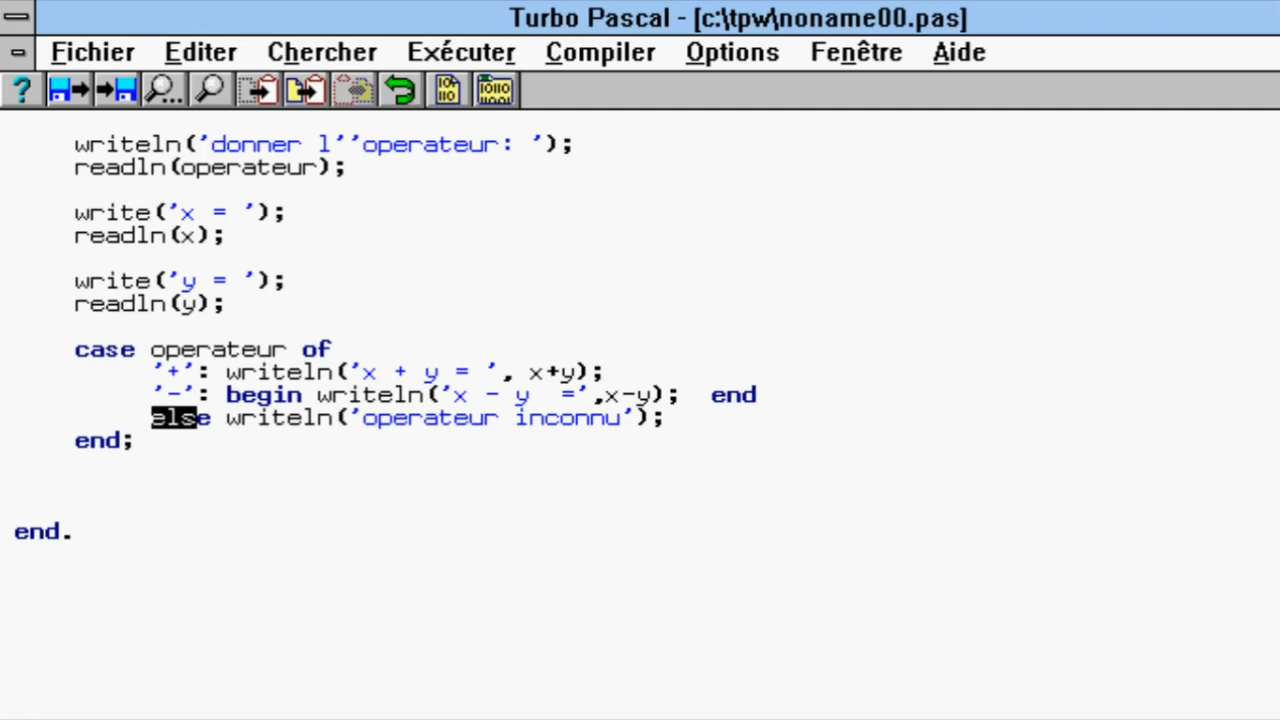 Turbo Pascal - [c:\tpw\noname00.pas]
Fichier Editer Chercher Exécuter Compiler Options Fenêtre Aide
writeln('donner l''operateur: ');
readln(operateur);
write('x = ');
readln(x);
write('y = ');
readln(y);
case operateur of
'+': writeln('x + y = ', x+y);
'-': begin writeln('x - y  =',x-y);  end
else writeln('operateur inconnu');
end;
end.